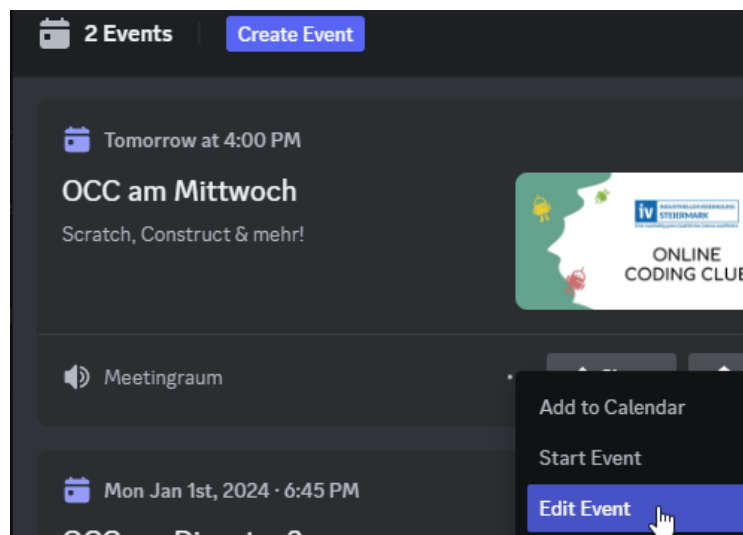 2 Events
Create Event
Tomorrow at 4:00 PM
OCC am Mittwoch
Scratch, Construct & mehr!
iv
STEIERMARK
ONLINE
CODING CLUB
Meetingraum
Add to Calendar
Start Event
Edit Event
Mon Jan 1st, 2024 · 6:45 PM